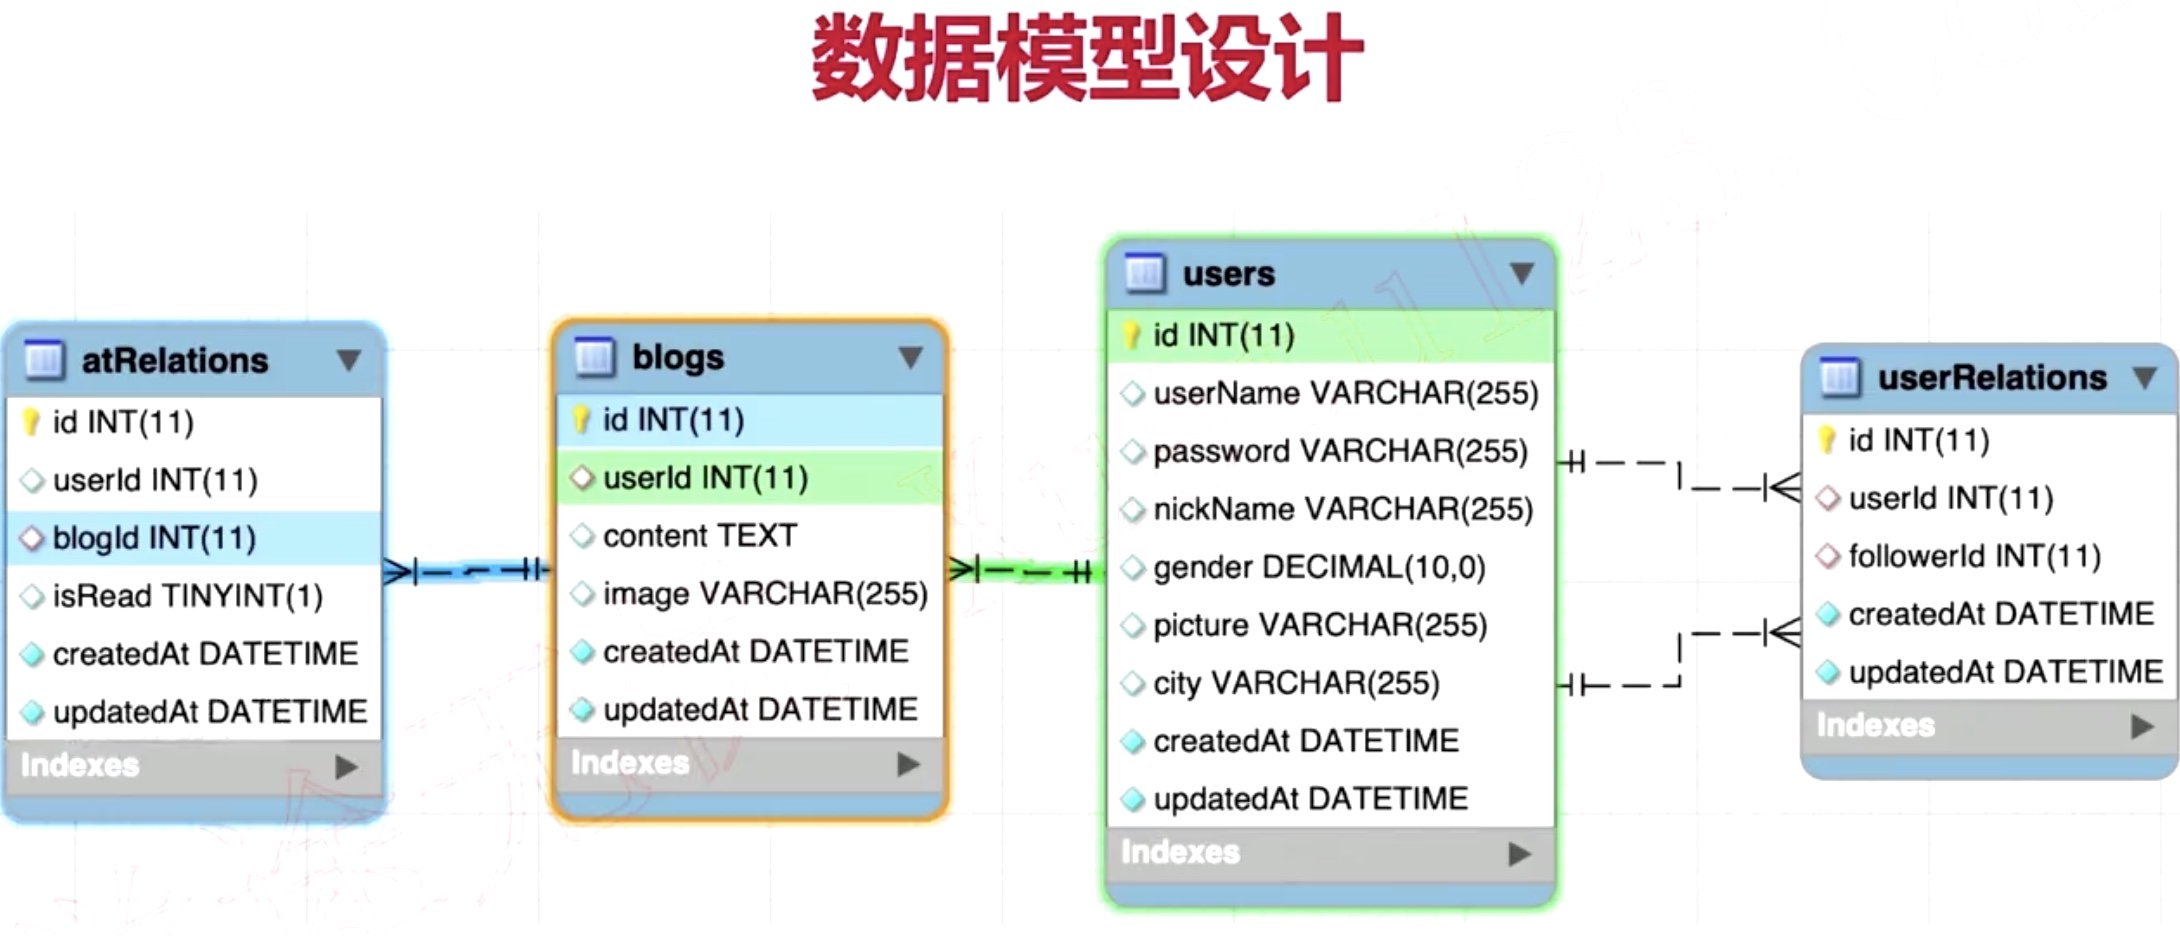 数据模型设计
atRelations
id INT(11)
userId INT(11)
blogId INT(11)
isRead TINYINT(1)
createdAt DATETIME
updatedAt DATETIME
Indexes
blogs
id INT(11)
userId INT(11)
content TEXT
image VARCHAR(255)
createdAt DATETIME
updatedAt DATETIME
Indexes
users
id INT(11)
userName VARCHAR(255)
password VARCHAR(255)
nickName VARCHAR(255)
gender DECIMAL(10,0)
picture VARCHAR(255)
city VARCHAR(255)
createdAt DATETIME
updatedAt DATETIME
Indexes
userRelations
id INT(11)
userId INT(11)
followerId INT(11)
createdAt DATETIME
updatedAt DATETIME
Indexes